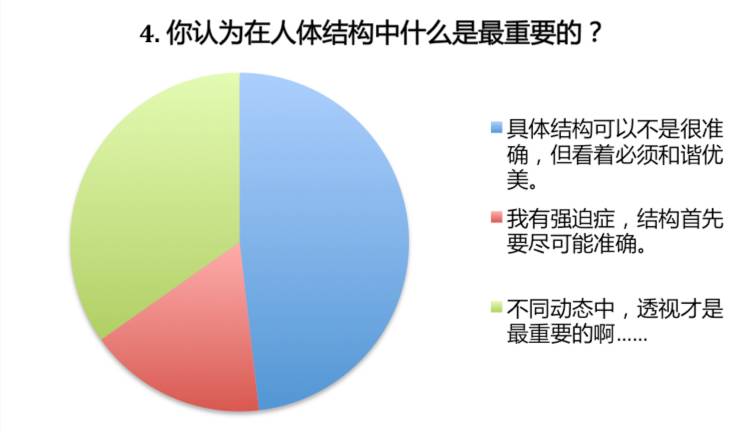 4. 你认为在人体结构中什么是最重要的？
具体结构可以不是很准
确，但看着必须和谐优
美。
我有强迫症，结构首先
要尽可能准确。
不同动态中，透视才是
最重要的啊……